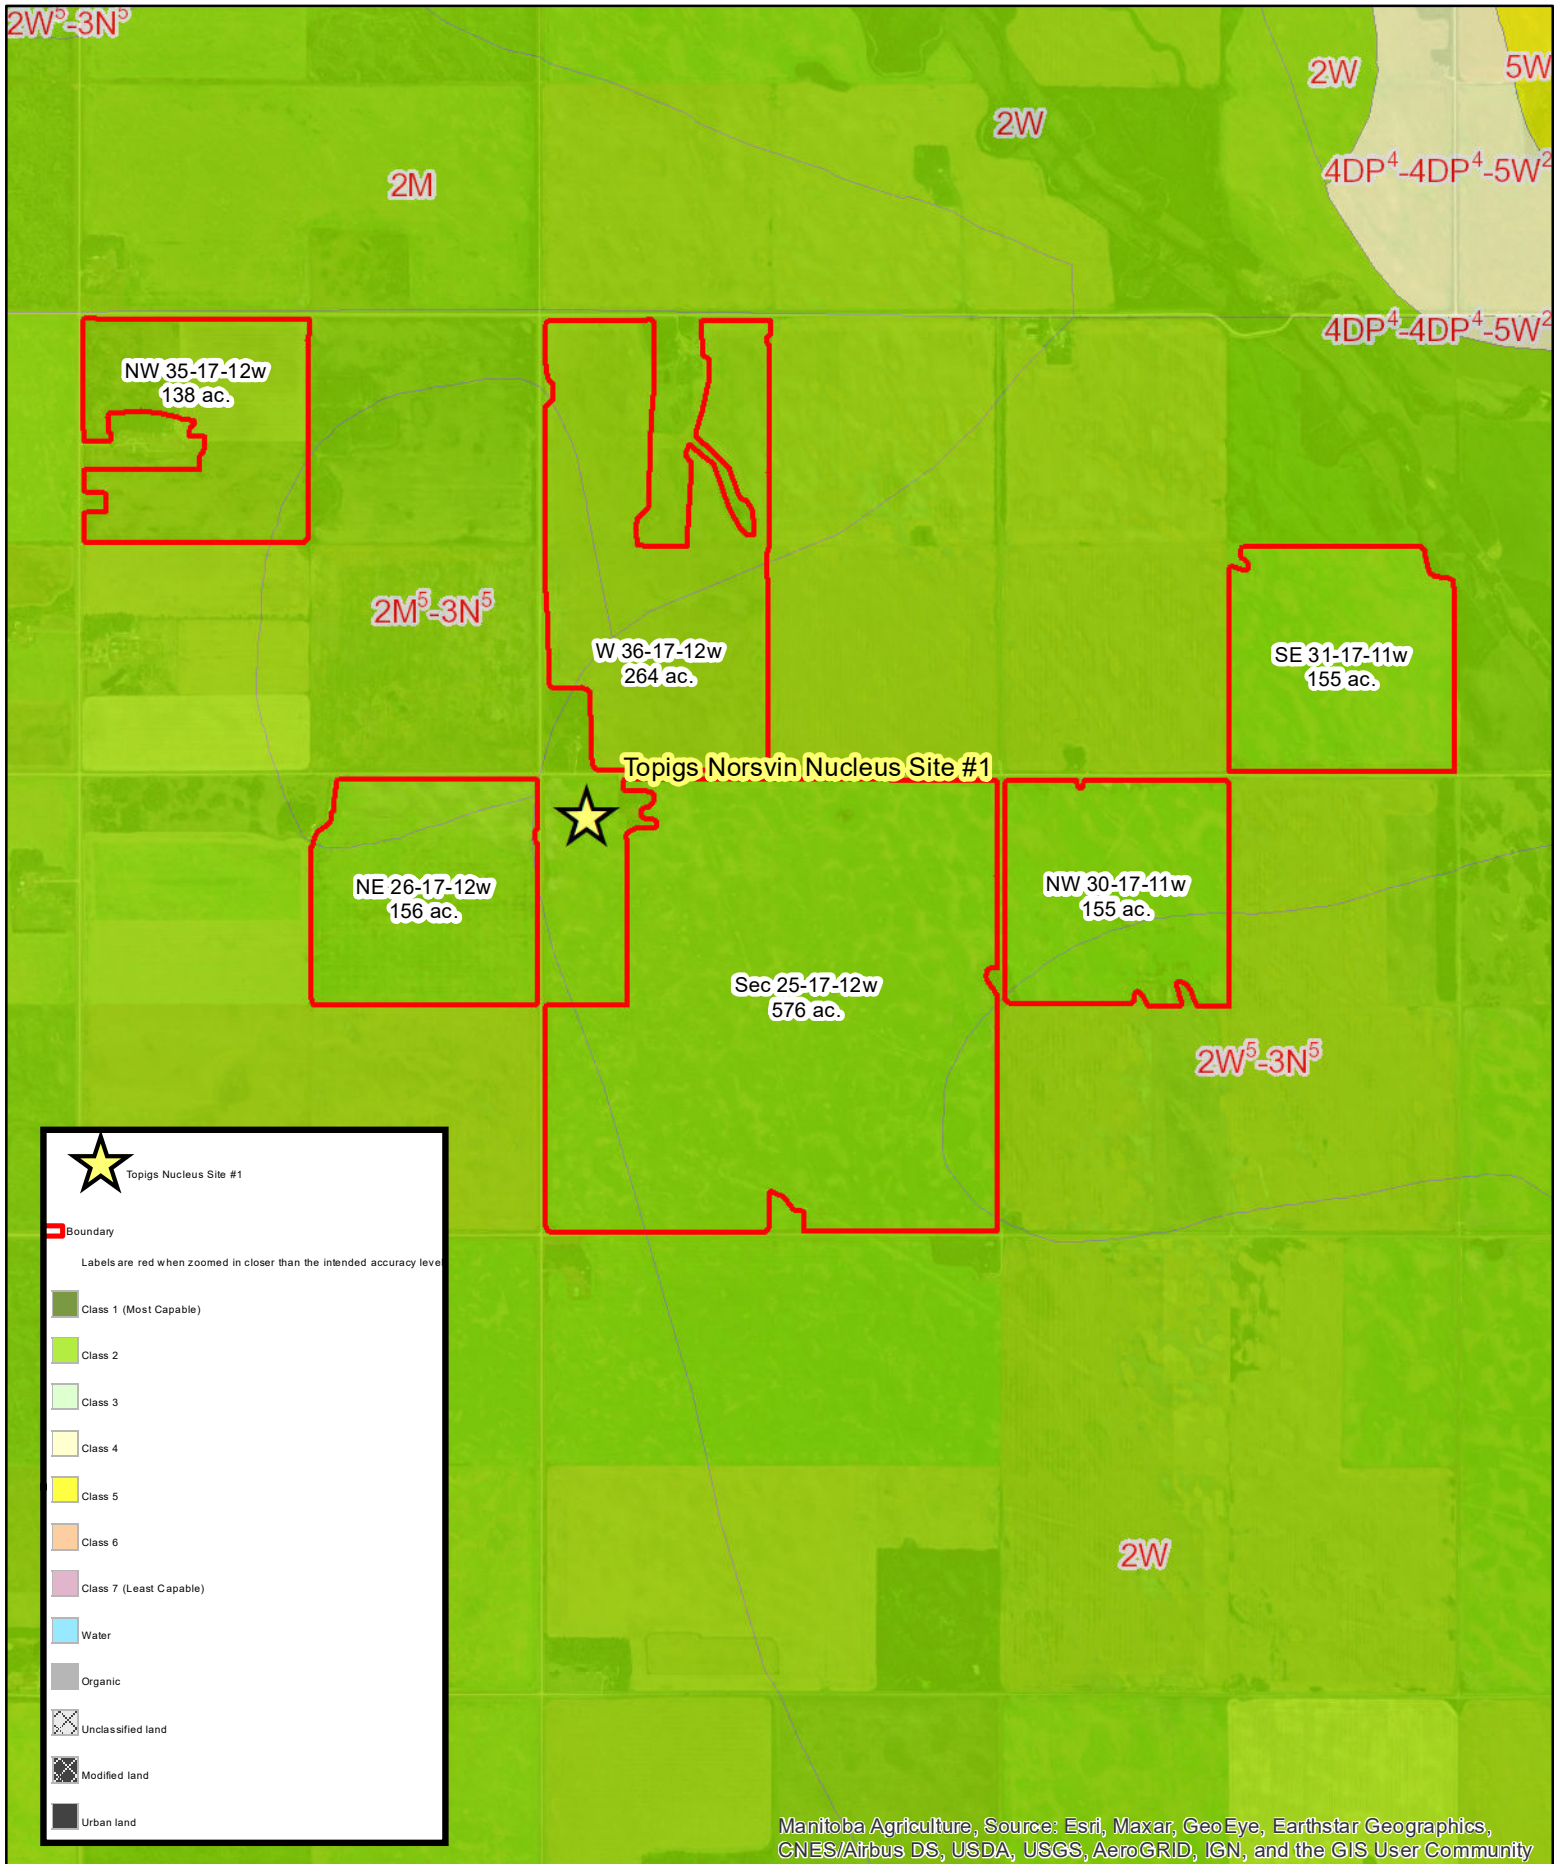 2W⁵-3N⁵
2W
5W
2W
4DP⁴-4DP⁴-5W²
2M
4DP⁴-4DP⁴-5W²
NW 35-17-12w
138 ac.
2M⁵-3N⁵
W 36-17-12w
264 ac.
SE 31-17-11w
155 ac.
Topigs Norsvin Nucleus Site #1
NE 26-17-12w
156 ac.
NW 30-17-11w
155 ac.
Sec 25-17-12w
576 ac.
2W⁵-3N⁵
2W
Topigs Nucleus Site #1
Boundary
Labels are red when zoomed in closer than the intended accuracy level
Class 1 (Most Capable)
Class 2
Class 3
Class 4
Class 5
Class 6
Class 7 (Least Capable)
Water
Organic
Unclassified land
Modified land
Urban land
Manitoba Agriculture, Source: Esri, Maxar, GeoEye, Earthstar Geographics,
CNES/Airbus DS, USDA, USGS, AeroGRID, IGN, and the GIS User Community